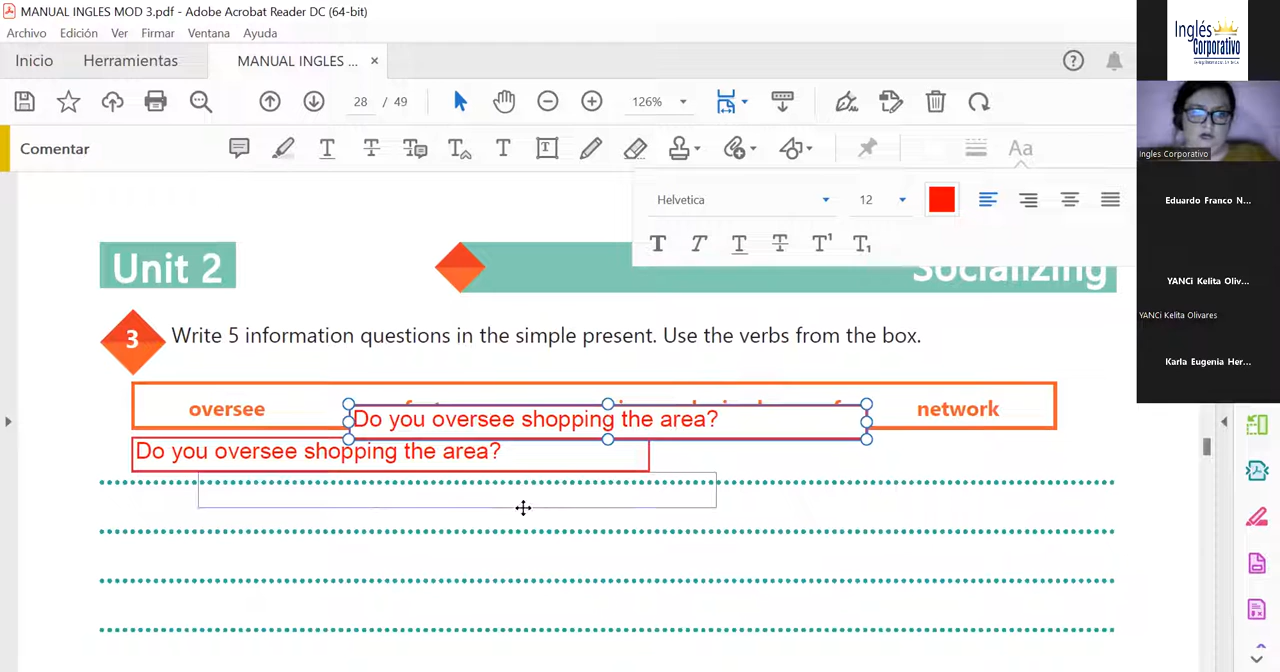 MANUAL INGLES MOD 3.pdf - Adobe Acrobat Reader DC (64-bit)
Archivo Edición Ver Firmar Ventana Ayuda
Inicio Herramientas MANUAL INGLES ... ×
28 / 49 126%
Comentar
Helvetica 12
Unit 2 Socializing
3 Write 5 information questions in the simple present. Use the verbs from the box.
oversee network
Do you oversee shopping the area?
Do you oversee shopping the area?
Inglés
Corporativo
Ingles Corporativo
Eduardo Franco N...
YANCi Kelita Oliv...
YANCi Kelita Olivares
Karla Eugenia Her...